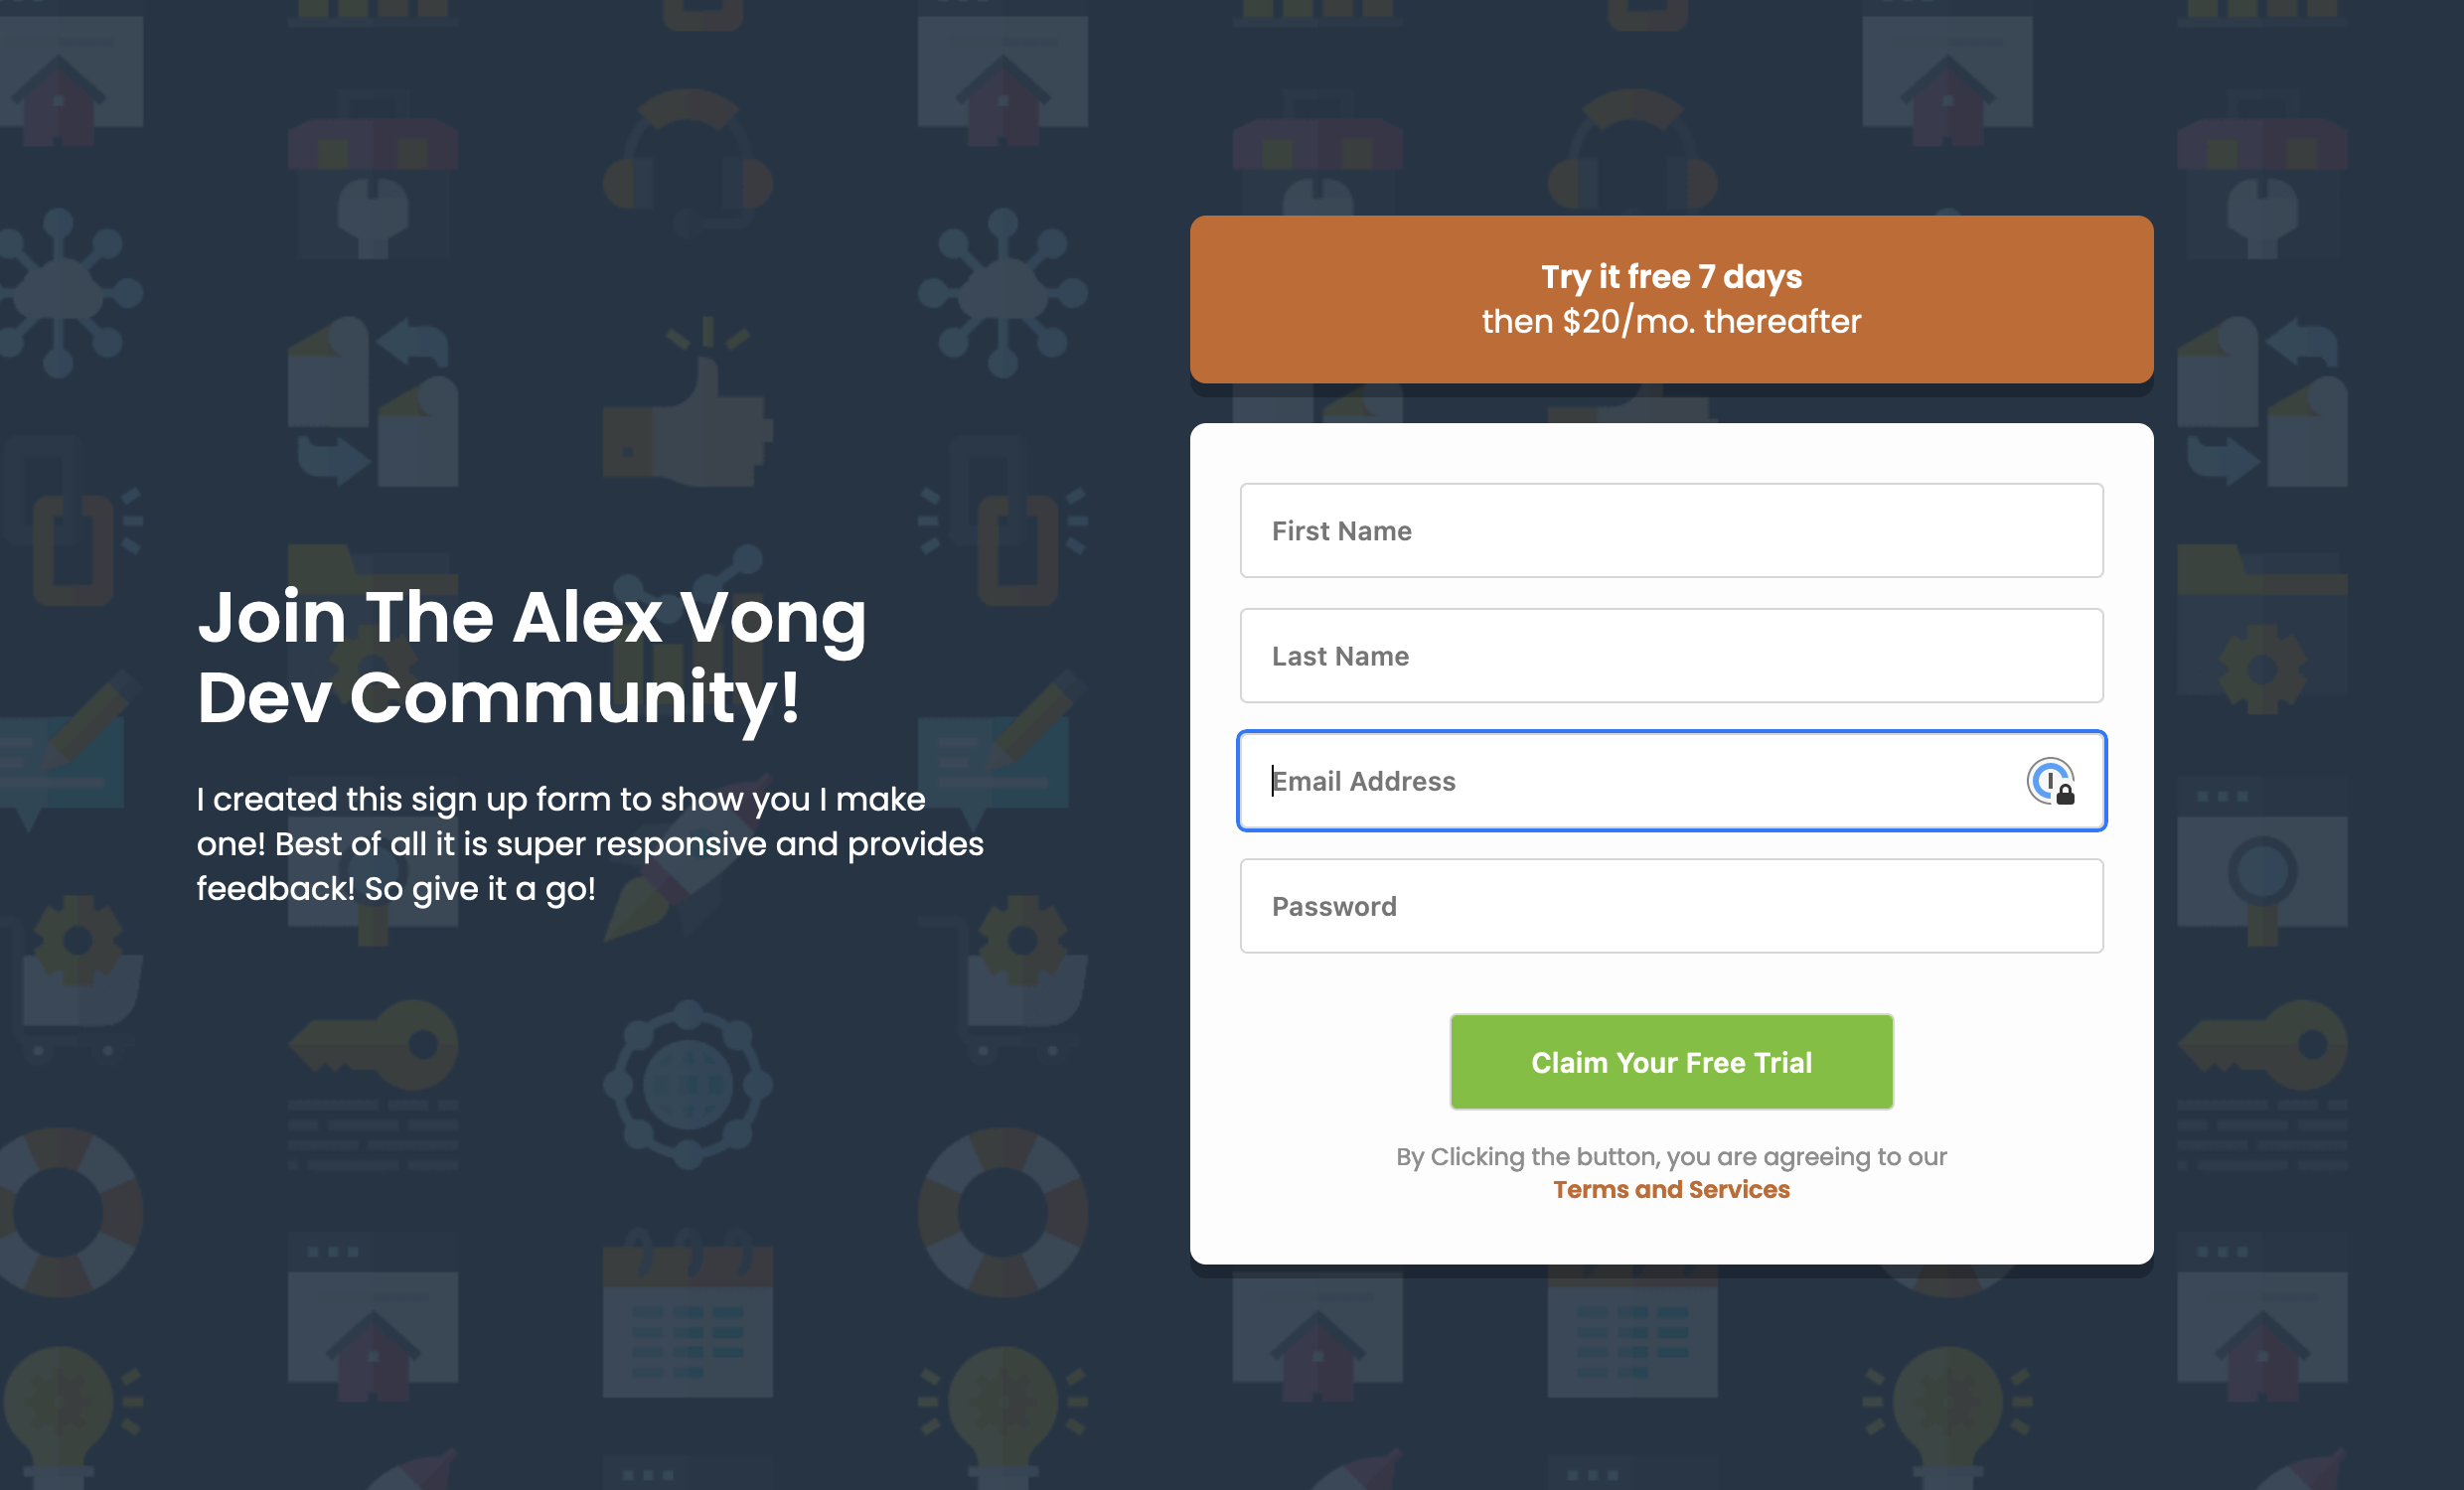 Join The Alex Vong
Dev Community!
I created this sign up form to show you I make
one! Best of all it is super responsive and provides
feedback! So give it a go!
Try it free 7 days
then $20/mo. thereafter
First Name
Last Name
Email Address
Password
Claim Your Free Trial
By Clicking the button, you are agreeing to our
Terms and Services